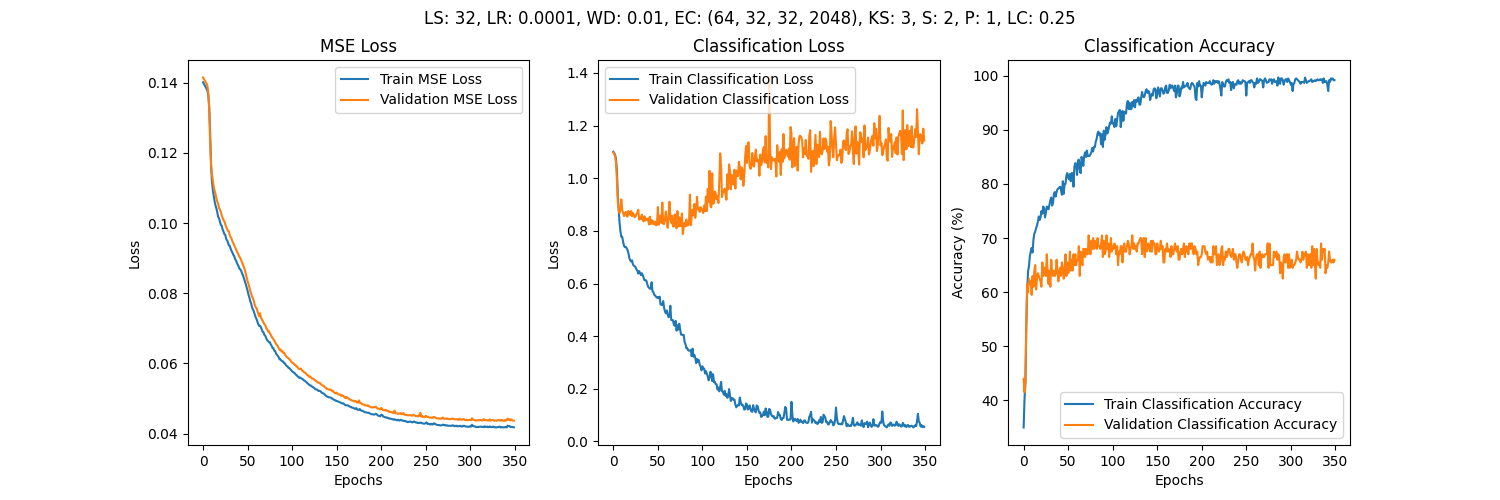 LS: 32, LR: 0.0001, WD: 0.01, EC: (64, 32, 32, 2048), KS: 3, S: 2, P: 1, LC: 0.25
MSE Loss
Train MSE Loss
Validation MSE Loss
0.14
0.12
0.10
0.08
0.06
0.04
Loss
0 50 100 150 200 250 300 350
Epochs
Classification Loss
Train Classification Loss
Validation Classification Loss
1.4
1.2
1.0
0.8
0.6
0.4
0.2
0.0
Loss
0 50 100 150 200 250 300 350
Epochs
Classification Accuracy
100
90
80
70
60
50
40
Accuracy (%)
Train Classification Accuracy
Validation Classification Accuracy
0 50 100 150 200 250 300 350
Epochs